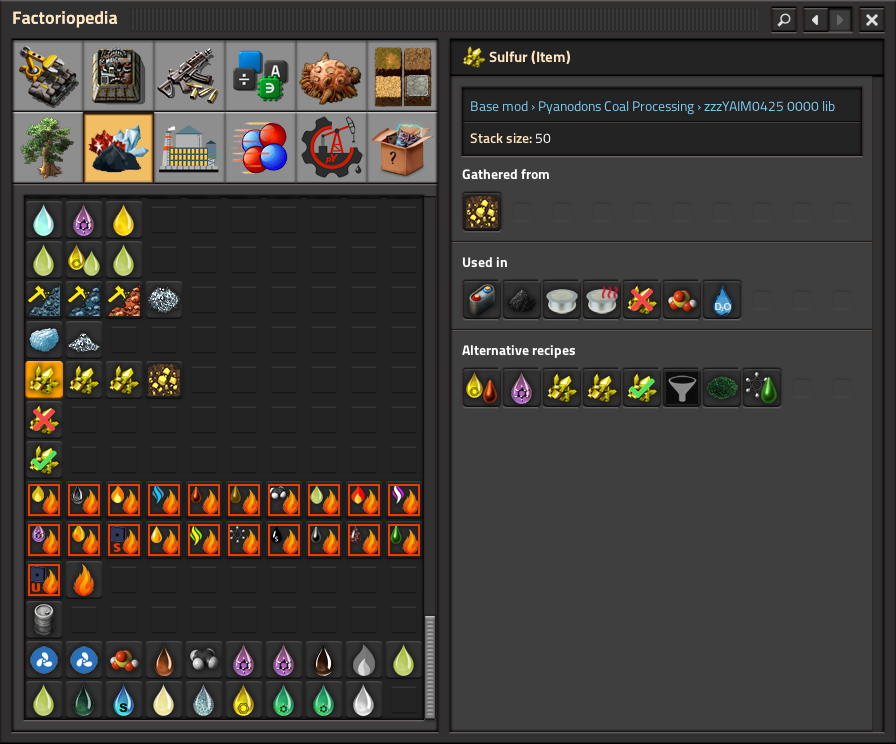 Factoriopedia
Sulfur (Item)
Base mod › Pyanodons Coal Processing › zzzYAIM0425 0000 lib
Stack size: 50
Gathered from
Used in
D₂O
Alternative recipes
A
?
S
U
S